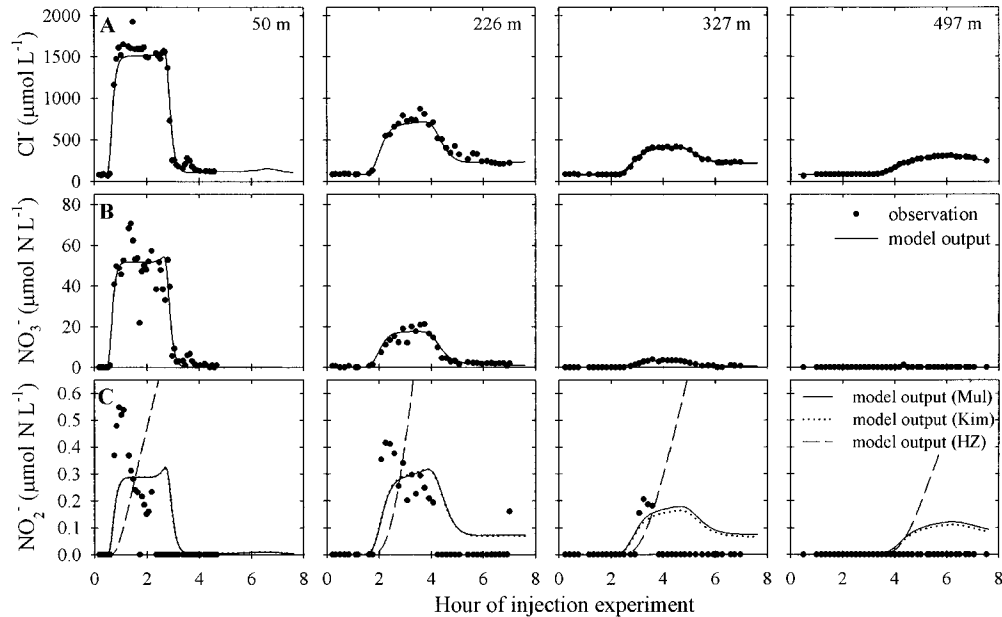 A
50 m
226 m
327 m
497 m
Cl⁻ (μmol L⁻¹)
2000
1500
1000
500
0
B
NO₃⁻ (μmol N L⁻¹)
80
60
40
20
0
observation
model output
C
NO₂⁻ (μmol N L⁻¹)
0.6
0.5
0.4
0.3
0.2
0.1
0.0
model output (Mul)
model output (Kim)
model output (HZ)
0 2 4 6 8 0 2 4 6 8 0 2 4 6 8 0 2 4 6 8
Hour of injection experiment